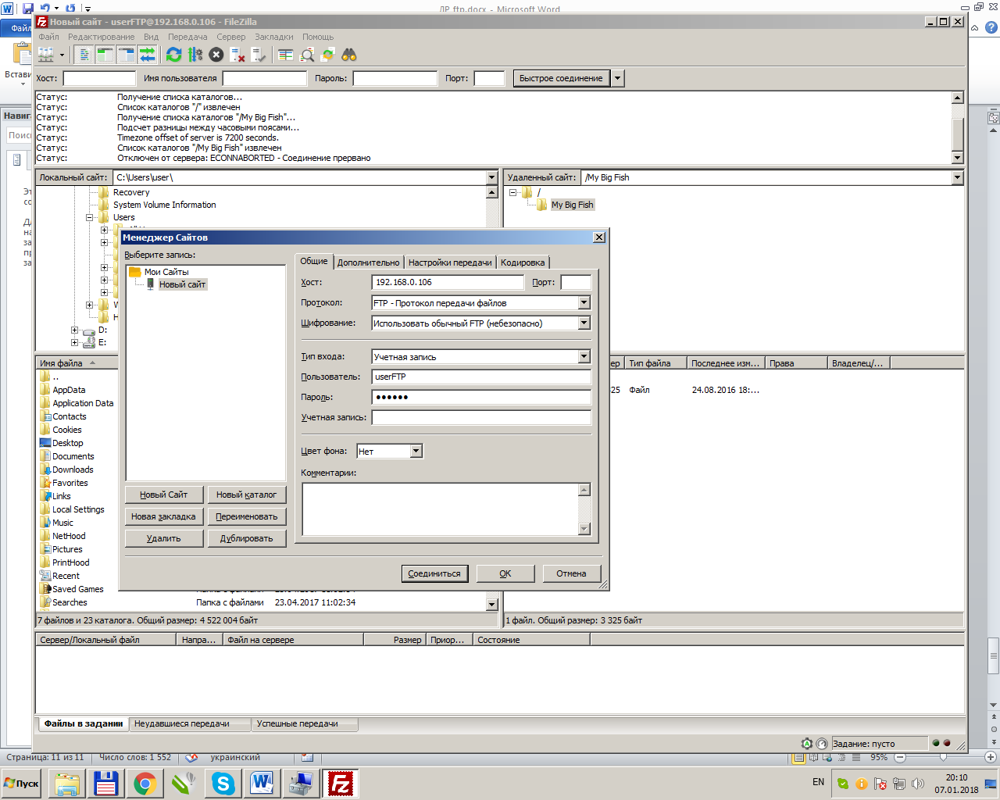 ЛР ftp.docx - Microsoft Word
Новый сайт - userFTP@192.168.0.106 - FileZilla
Файл Редактирование Вид Передача Сервер Закладки Помощь
Хост: Имя пользователя Пароль: Порт: Быстрое соединение
Статус: Получение списка каталогов...
Статус: Список каталогов "/" извлечен
Статус: Получение списка каталогов "/My Big Fish"...
Статус: Подсчет разницы между часовыми поясами...
Статус: Timezone offset of server is 7200 seconds.
Статус: Список каталогов "/My Big Fish" извлечен
Статус: Отключен от сервера: ECONNABORTED - Соединение прервано
Локальный сайт: C:\Users\user\
Удаленный сайт: /My Big Fish
Recovery
System Volume Information
Users
D:
E:
/
My Big Fish
Менеджер Сайтов
Выберите запись:
Мои Сайты
Новый сайт
Новый Сайт Новый каталог
Новая закладка Переименовать
Удалить Дублировать
Общие Дополнительно Настройки передачи Кодировка
Хост: 192.168.0.106 Порт:
Протокол: FTP - Протокол передачи файлов
Шифрование: Использовать обычный FTP (небезопасно)
Тип входа: Учетная запись
Пользователь: userFTP
Пароль: ●●●●●●
Учетная запись:
Цвет фона: Нет
Комментарии:
Соединиться OK Отмена
Имя файла
..
AppData
Application Data
Contacts
Cookies
Desktop
Documents
Downloads
Favorites
Links
Local Settings
Music
NetHood
Pictures
PrintHood
Recent
Saved Games
Searches Папка с файлами 23.04.2017 11:02:34
Тип файла Последнее изм... Права Владелец/...
25 Файл 24.08.2016 18:...
7 файлов и 23 каталога. Общий размер: 4 522 004 байт
1 файл. Общий размер: 3 325 байт
Сервер/Локальный файл Напра... Файл на сервере Размер Приор... Состояние
Файлы в задании Неудавшиеся передачи Успешные передачи
Задание: пусто
Страница: 11 из 11 Число слов: 1 552 украинский 95%
Пуск
EN
20:10
07.01.2018